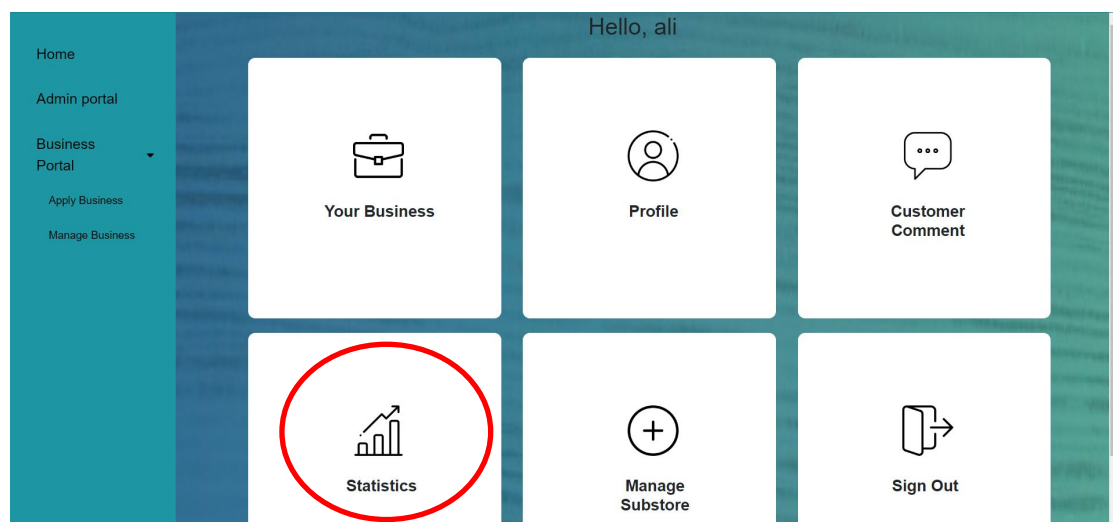 Hello, ali
Home
Admin portal
Business
Portal
Apply Business
Manage Business
Your Business
Profile
Customer
Comment
Statistics
Manage
Substore
Sign Out